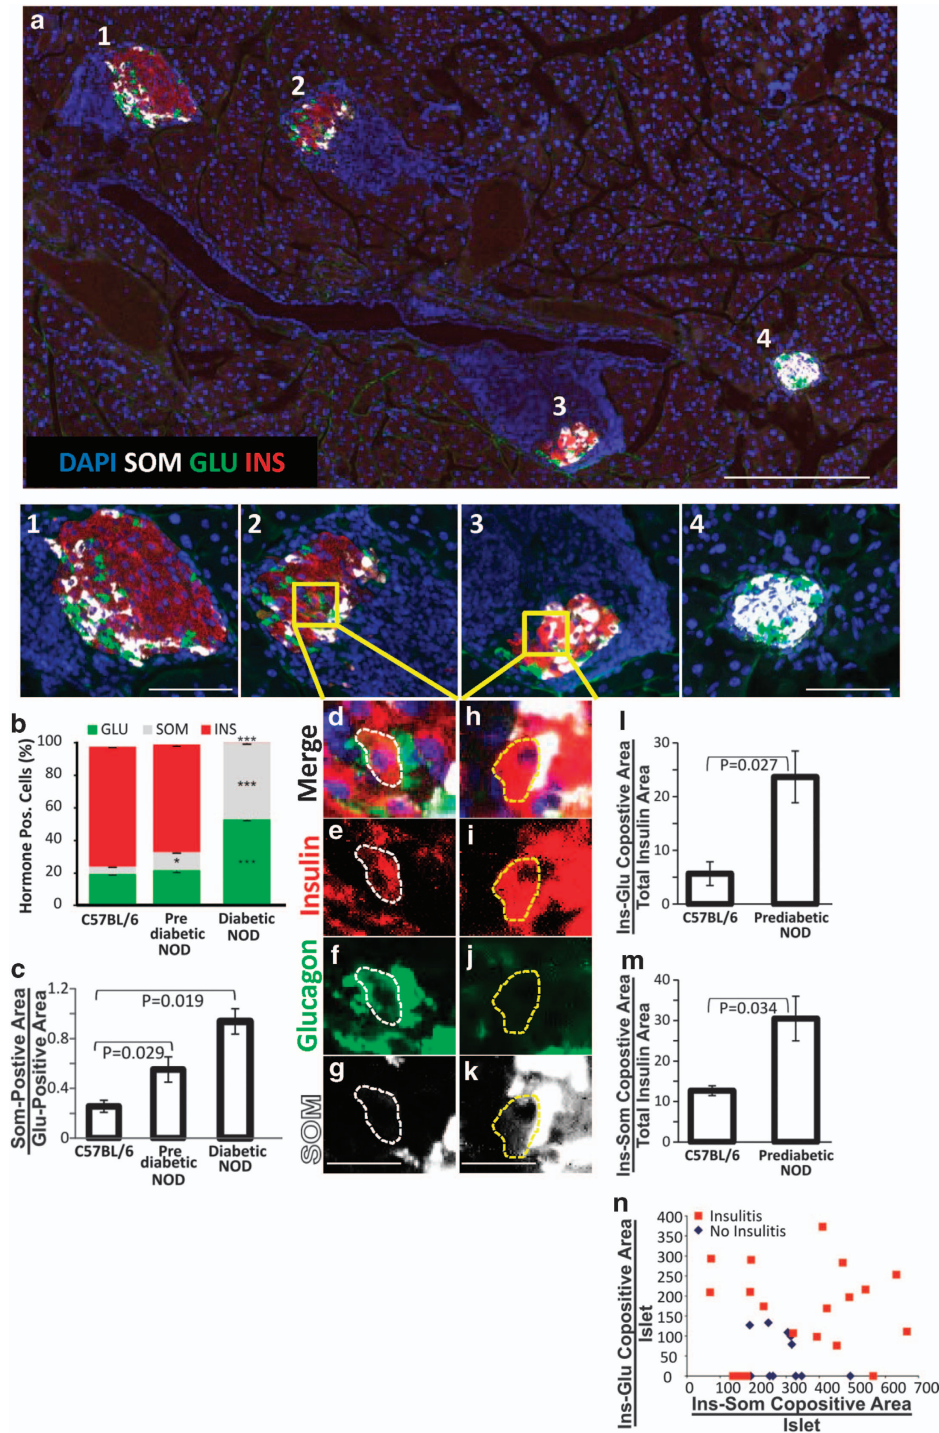 a
1
2
3
4
DAPI SOM GLU INS
1
2
3
4
b
GLU SOM INS
Hormone Pos. Cells (%)
100
80
60
40
20
0
***
***
*
***
C57BL/6
Pre diabetic NOD
Diabetic NOD
c
Som-Postive Area
Glu-Positive Area
1.2
0.8
0.4
0
P=0.019
P=0.029
C57BL/6
Pre diabetic NOD
Diabetic NOD
d
h
Merge
e
i
Insulin
f
j
Glucagon
g
k
SOM
l
Ins-Glu Copostive Area
Total Insulin Area
30
20
10
0
P=0.027
C57BL/6
Prediabetic NOD
m
Ins-Som Copostive Area
Total Insulin Area
40
30
20
10
0
P=0.034
C57BL/6
Prediabetic NOD
n
Ins-Glu Copositive Area
Islet
Insulitis
No Insulitis
400
350
300
250
200
150
100
50
0
0 100 200 300 400 500 600 700
Ins-Som Copositive Area
Islet